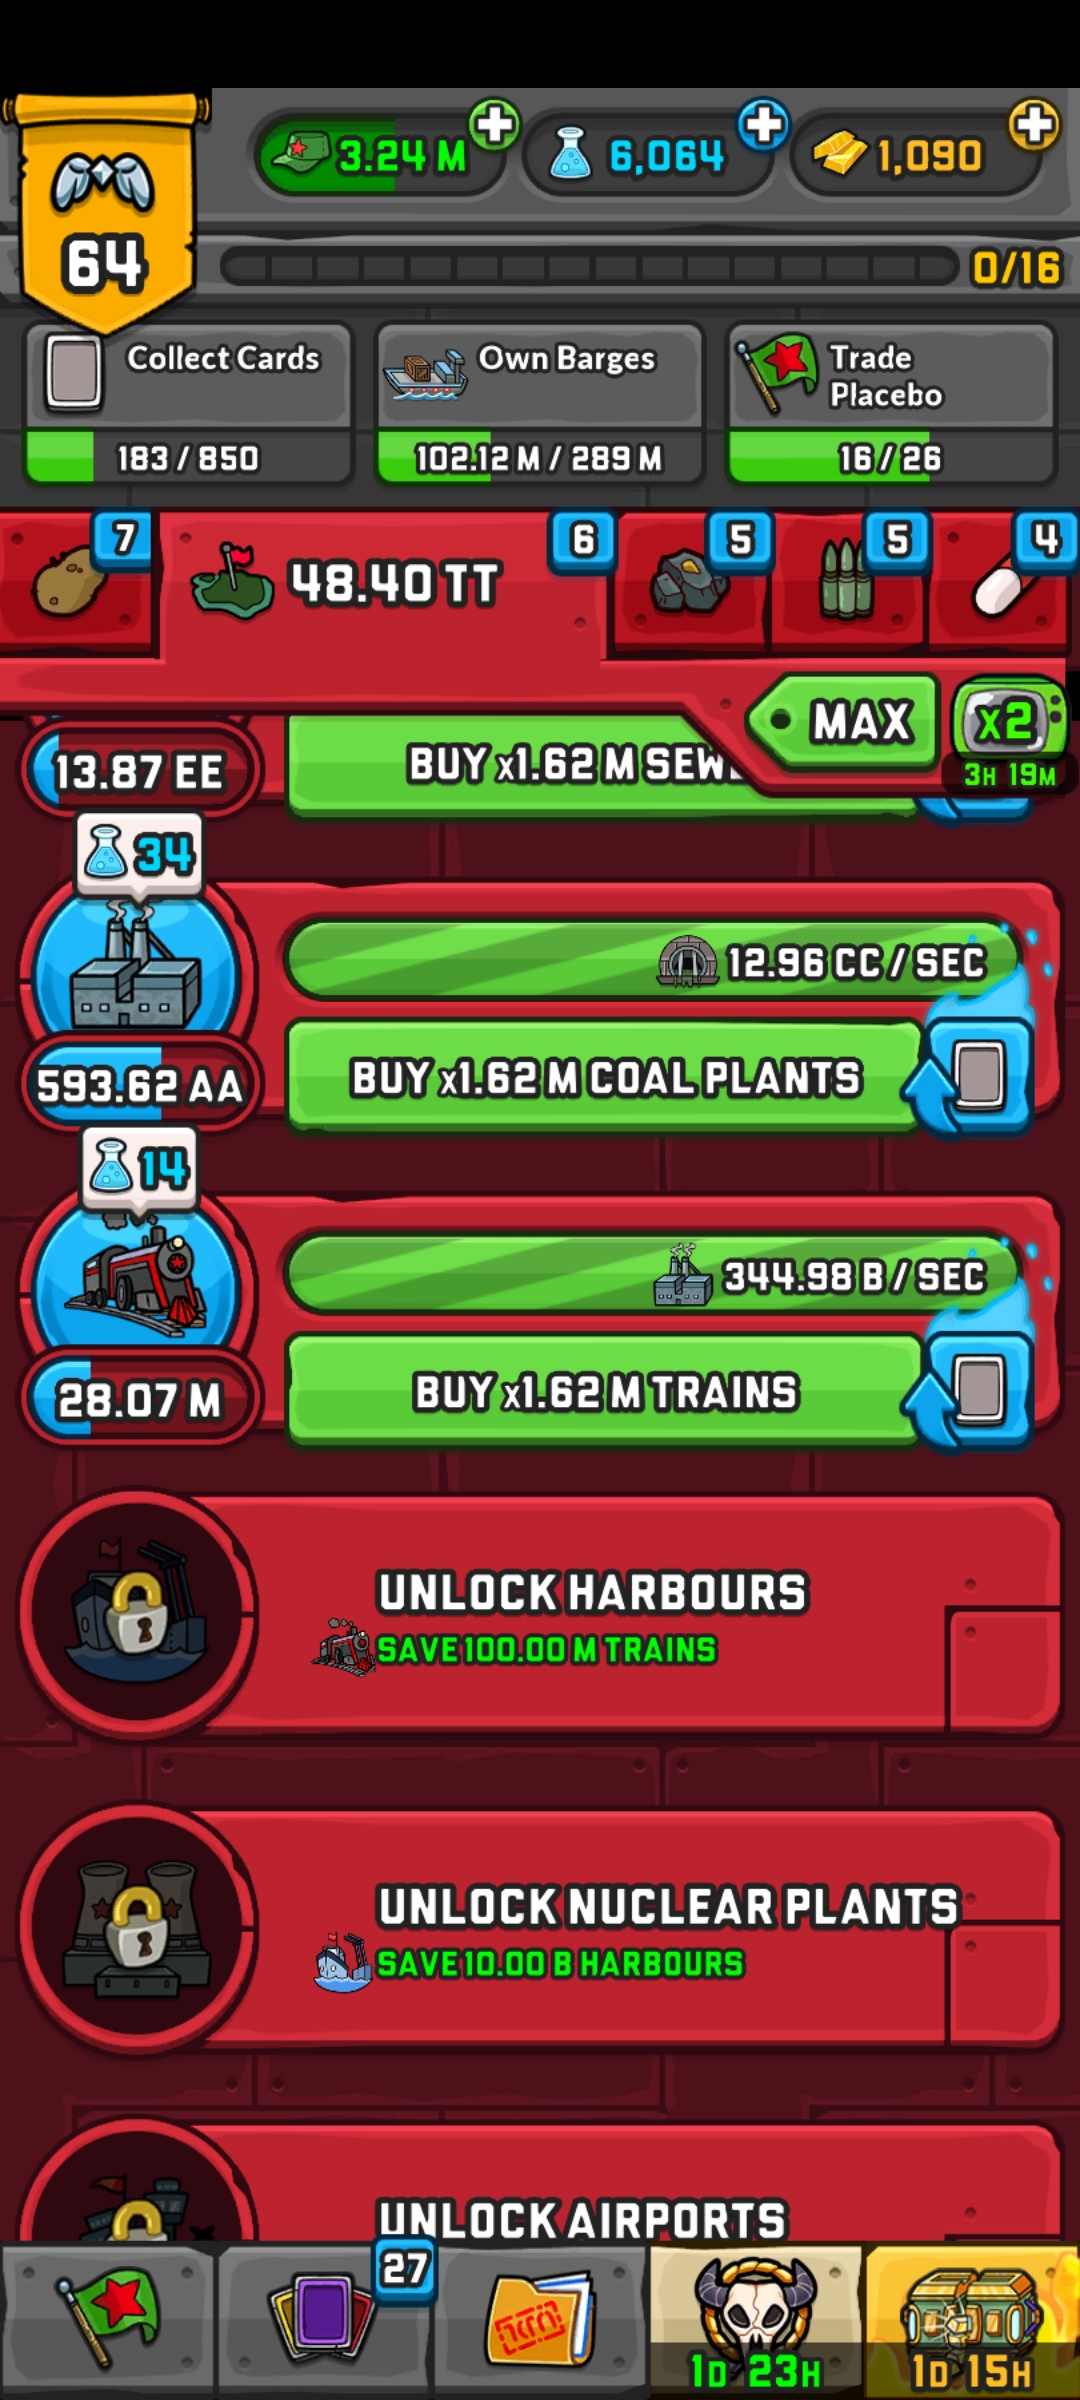 3.24 M
6,064
1,090
64
0/16
Collect Cards
183 / 850
Own Barges
102.12 M / 289 M
Trade
Placebo
16 / 26
7
48.40 TT
6
5
5
4
MAX
x2
3H 19M
13.87 EE
BUY x1.62 M SEW
34
12.96 CC / SEC
593.62 AA
BUY x1.62 M COAL PLANTS
14
344.98 B / SEC
28.07 M
BUY x1.62 M TRAINS
UNLOCK HARBOURS
SAVE 100.00 M TRAINS
UNLOCK NUCLEAR PLANTS
SAVE 10.00 B HARBOURS
UNLOCK AIRPORTS
27
1D 23H
1D 15H